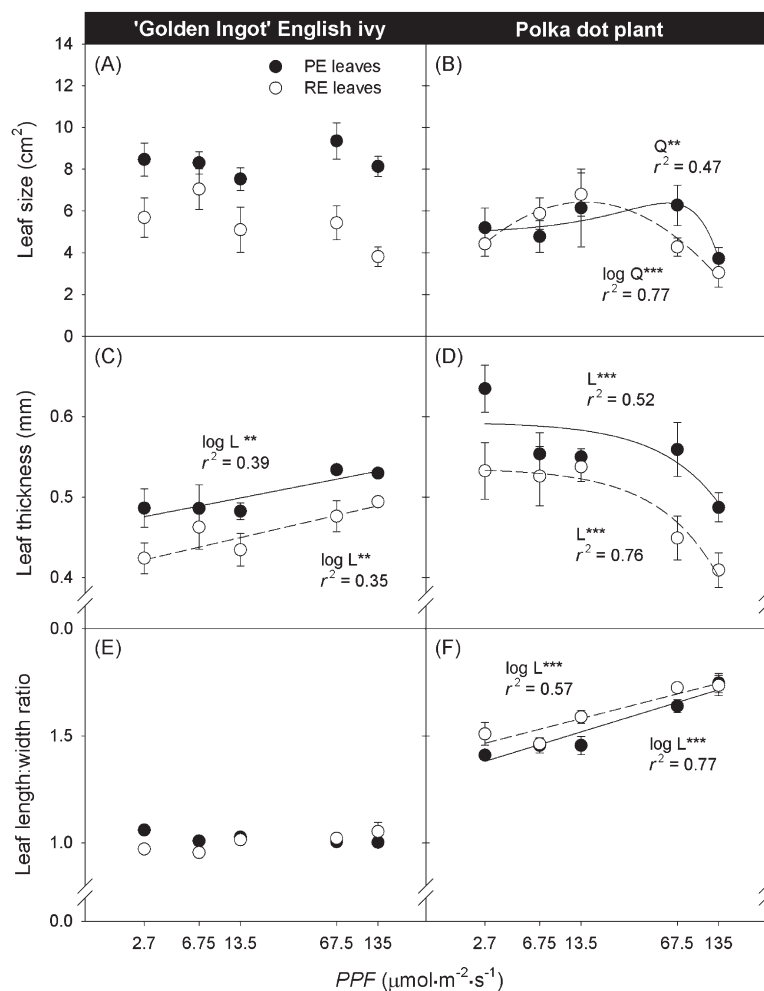 'Golden Ingot' English ivy
Polka dot plant
14
12
10
8
6
4
2
0
Leaf size (cm²)
(A)
PE leaves
RE leaves
(B)
Q**
r² = 0.47
log Q***
r² = 0.77
0.6
0.5
0.4
0.0
Leaf thickness (mm)
(C)
log L **
r² = 0.39
log L**
r² = 0.35
(D)
L***
r² = 0.52
L***
r² = 0.76
1.5
1.0
0.0
Leaf length:width ratio
(E)
(F)
log L***
r² = 0.57
log L***
r² = 0.77
2.7 6.75 13.5 67.5 135
2.7 6.75 13.5 67.5 135
PPF (μmol·m⁻²·s⁻¹)